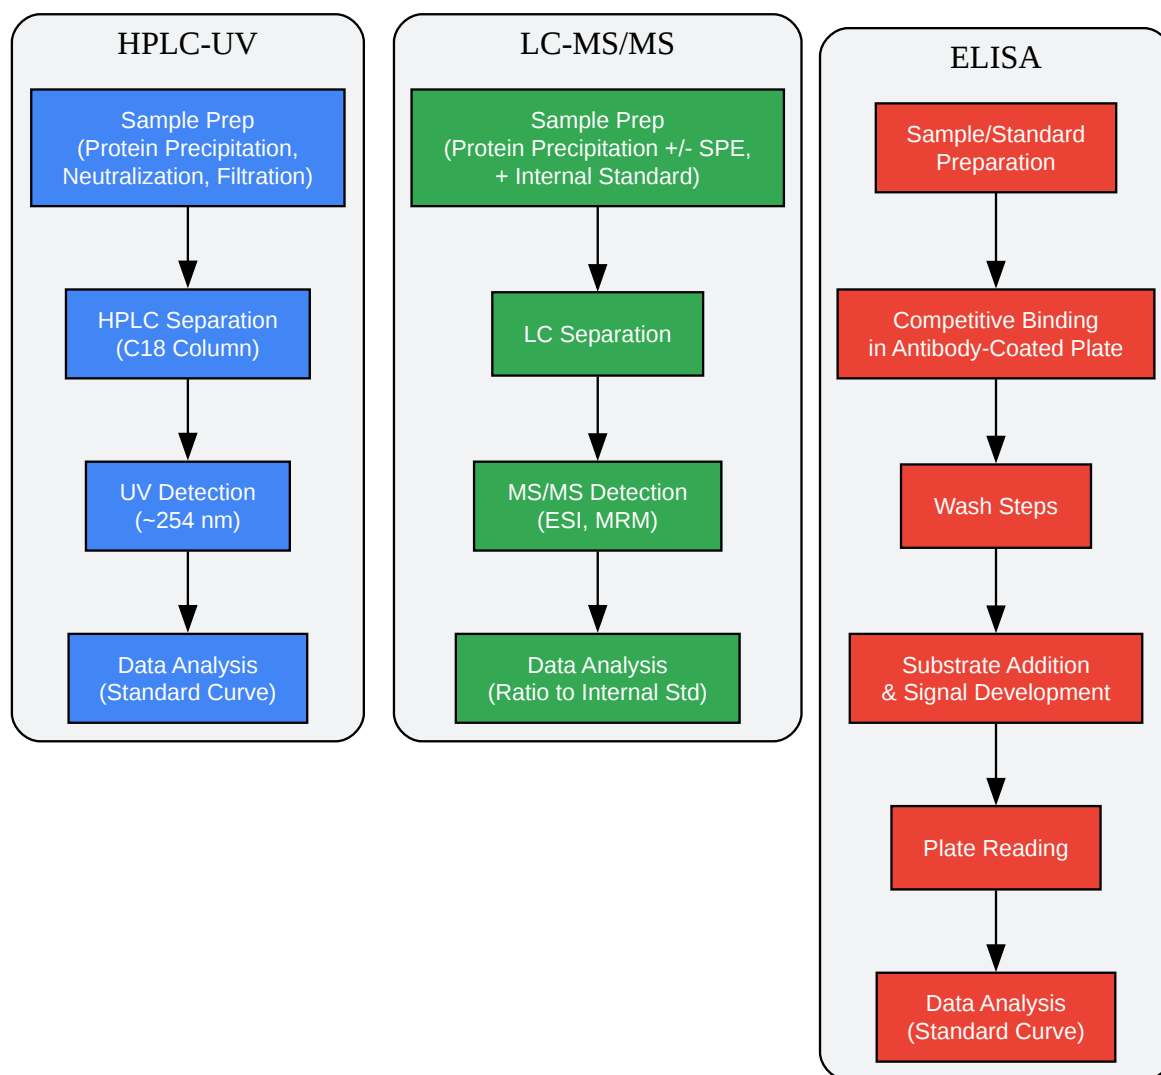 HPLC-UV
Sample Prep
(Protein Precipitation,
Neutralization, Filtration)
HPLC Separation
(C18 Column)
UV Detection
(~254 nm)
Data Analysis
(Standard Curve)
LC-MS/MS
Sample Prep
(Protein Precipitation +/- SPE,
+ Internal Standard)
LC Separation
MS/MS Detection
(ESI, MRM)
Data Analysis
(Ratio to Internal Std)
ELISA
Sample/Standard
Preparation
Competitive Binding
in Antibody-Coated Plate
Wash Steps
Substrate Addition
& Signal Development
Plate Reading
Data Analysis
(Standard Curve)